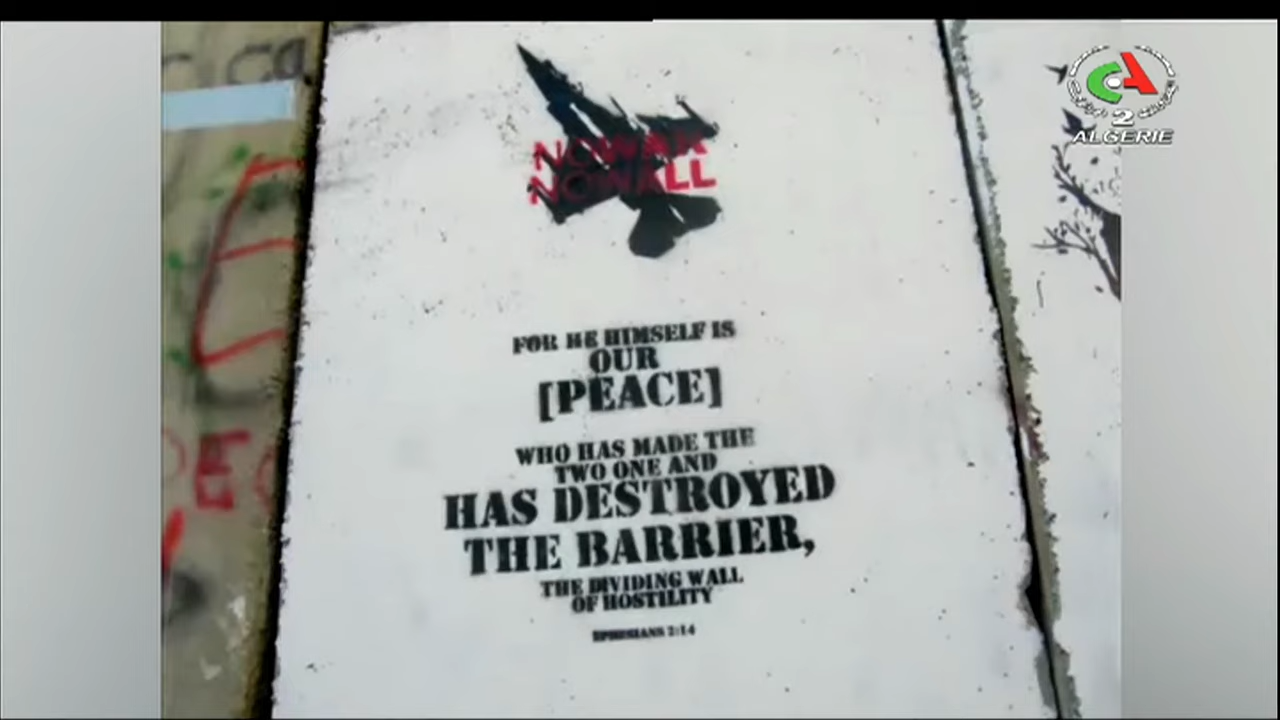 NO WAR
NO WALL
FOR HE HIMSELF IS
OUR
[PEACE]
WHO HAS MADE THE
TWO ONE AND
HAS DESTROYED
THE BARRIER,
THE DIVIDING WALL
OF HOSTILITY
EPHESIANS 2:14
2
ALGERIE